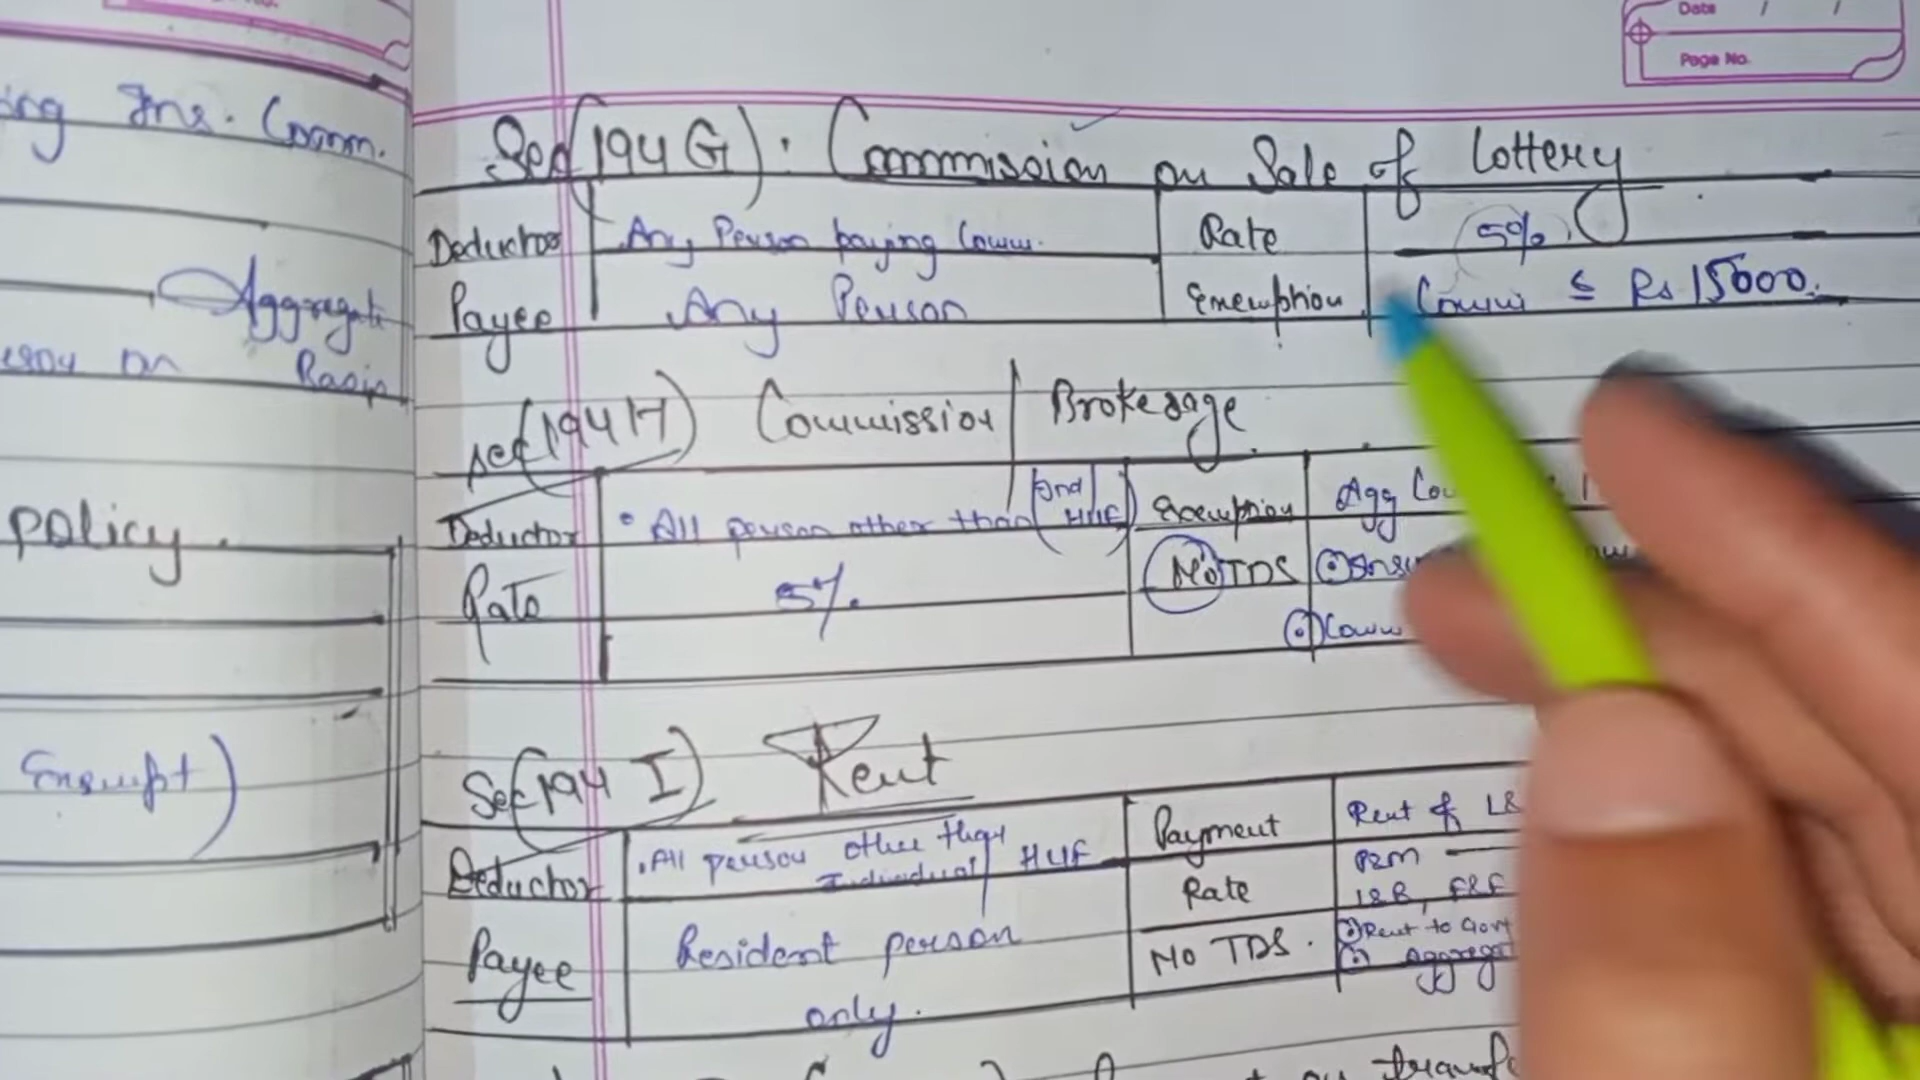 Date / /
Page No.
ing Ins. Comm.
Aggregate
on Basis
policy.
Exempt)
Sec(194 G): Commission on Sale of Lottery
Deductor Any Person paying Comm. Rate 5%.
Payee Any Person Exemption Comm ≤ Rs 15000.
Sec(194 H) Commission/Brokerage
Deductor • All person other than Ind/HUF Exemption Agg
Rate 5%. No TDS
Comm
Sec(194 I) Rent
Deductor • All person other than Individual/HUF Payment Rent of L&
P&M
Rate L&B, F&F
Payee Resident person only. No TDS. Rent to Govt
Aggregat